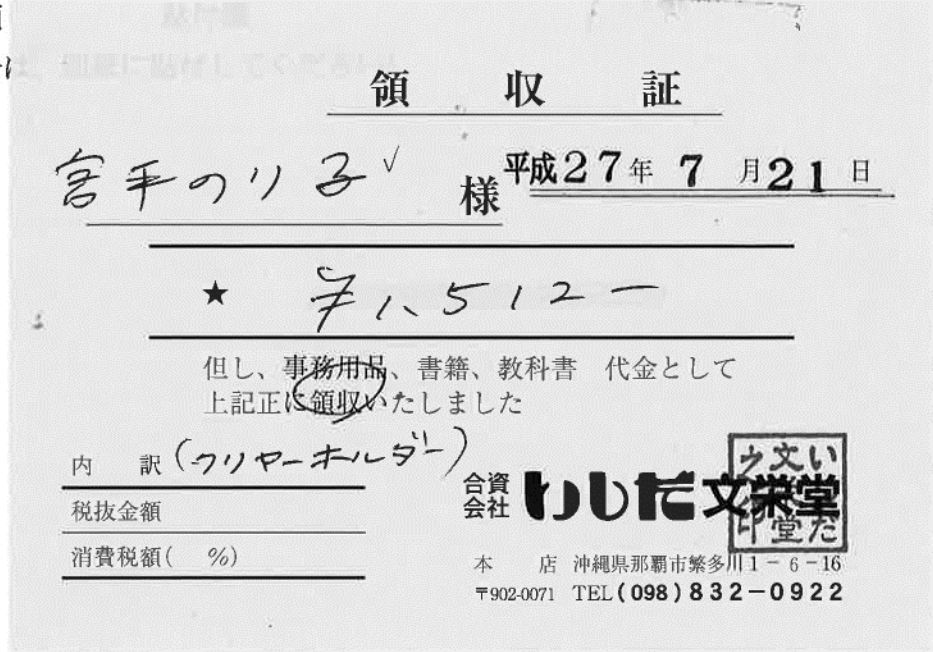 領 収 証
宮平のり子✓ 様
平成27年 7 月21日
★ ¥1,512-
但し、事務用品、書籍、教科書 代金として
上記正に領収いたしました
内 訳 (クリヤーホルダー)
税抜金額
消費税額( %)
合資会社 いしだ文栄堂
本 店 沖縄県那覇市繁多川1-6-16
〒902-0071 TEL(098)832-0922